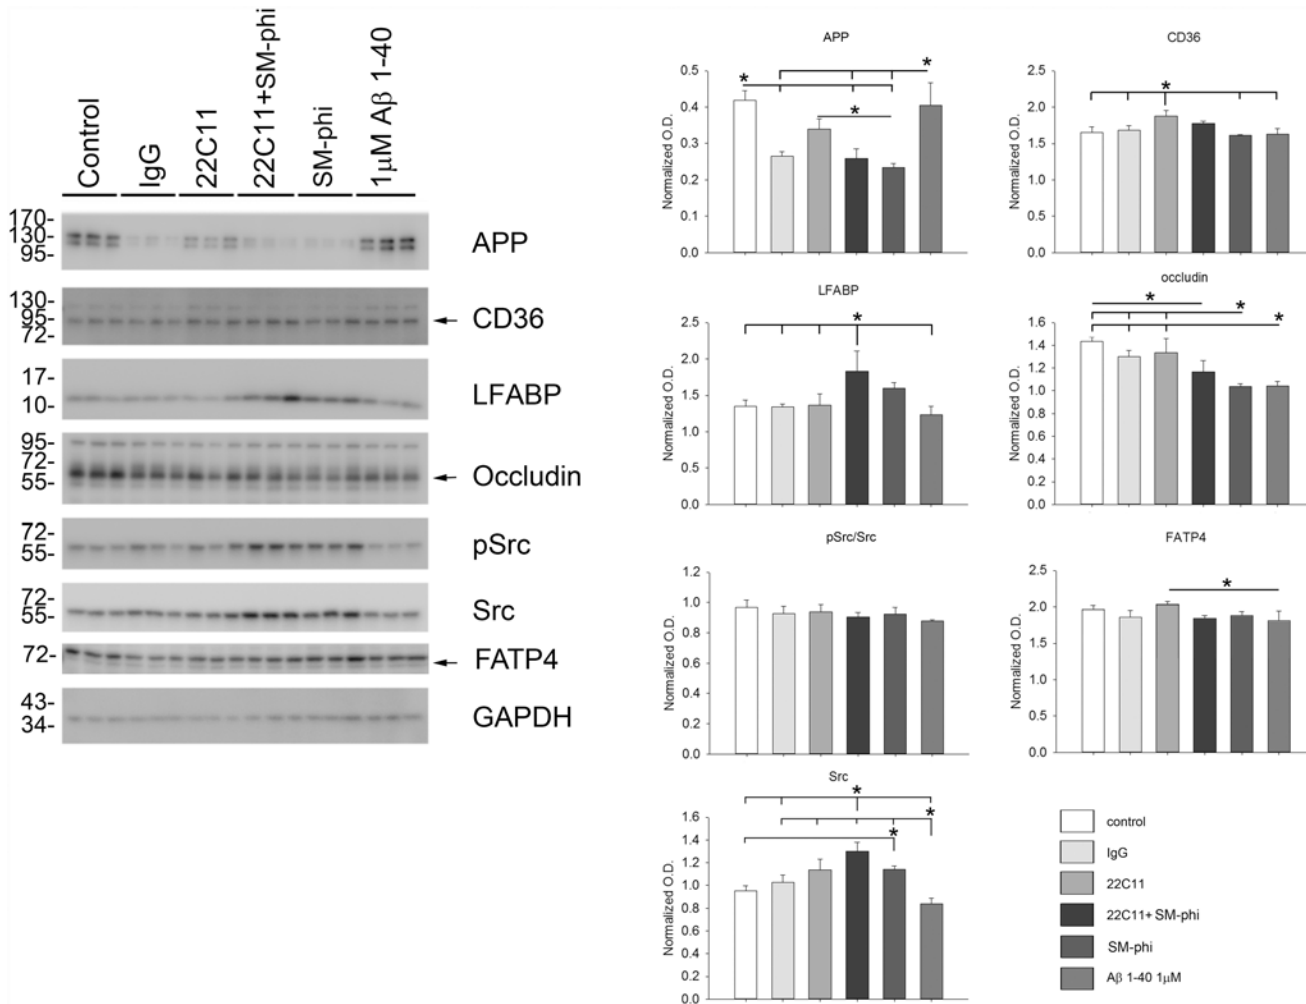 Control
IgG
22C11
22C11+SM-phi
SM-phi
1µM Aβ 1-40
170-
130-
95-
APP
130-
95-
72-
CD36
17-
10-
LFABP
95-
72-
55-
Occludin
72-
55-
pSrc
72-
55-
Src
72-
FATP4
43-
34-
GAPDH
APP
Normalized O.D.
0.5
0.4
0.3
0.2
0.1
0.0
*
*
*
CD36
Normalized O.D.
2.5
2.0
1.5
1.0
0.5
0.0
*
LFABP
Normalized O.D.
2.5
2.0
1.5
1.0
0.5
0.0
*
occludin
Normalized O.D.
1.6
1.4
1.2
1.0
0.8
0.6
0.4
0.2
0.0
*
*
*
pSrc/Src
Normalized O.D.
1.2
1.0
0.8
0.6
0.4
0.2
0.0
FATP4
Normalized O.D.
2.5
2.0
1.5
1.0
0.5
0.0
*
Src
Normalized O.D.
1.6
1.4
1.2
1.0
0.8
0.6
0.4
0.2
0.0
*
*
*
control
IgG
22C11
22C11+ SM-phi
SM-phi
Aβ 1-40 1µM